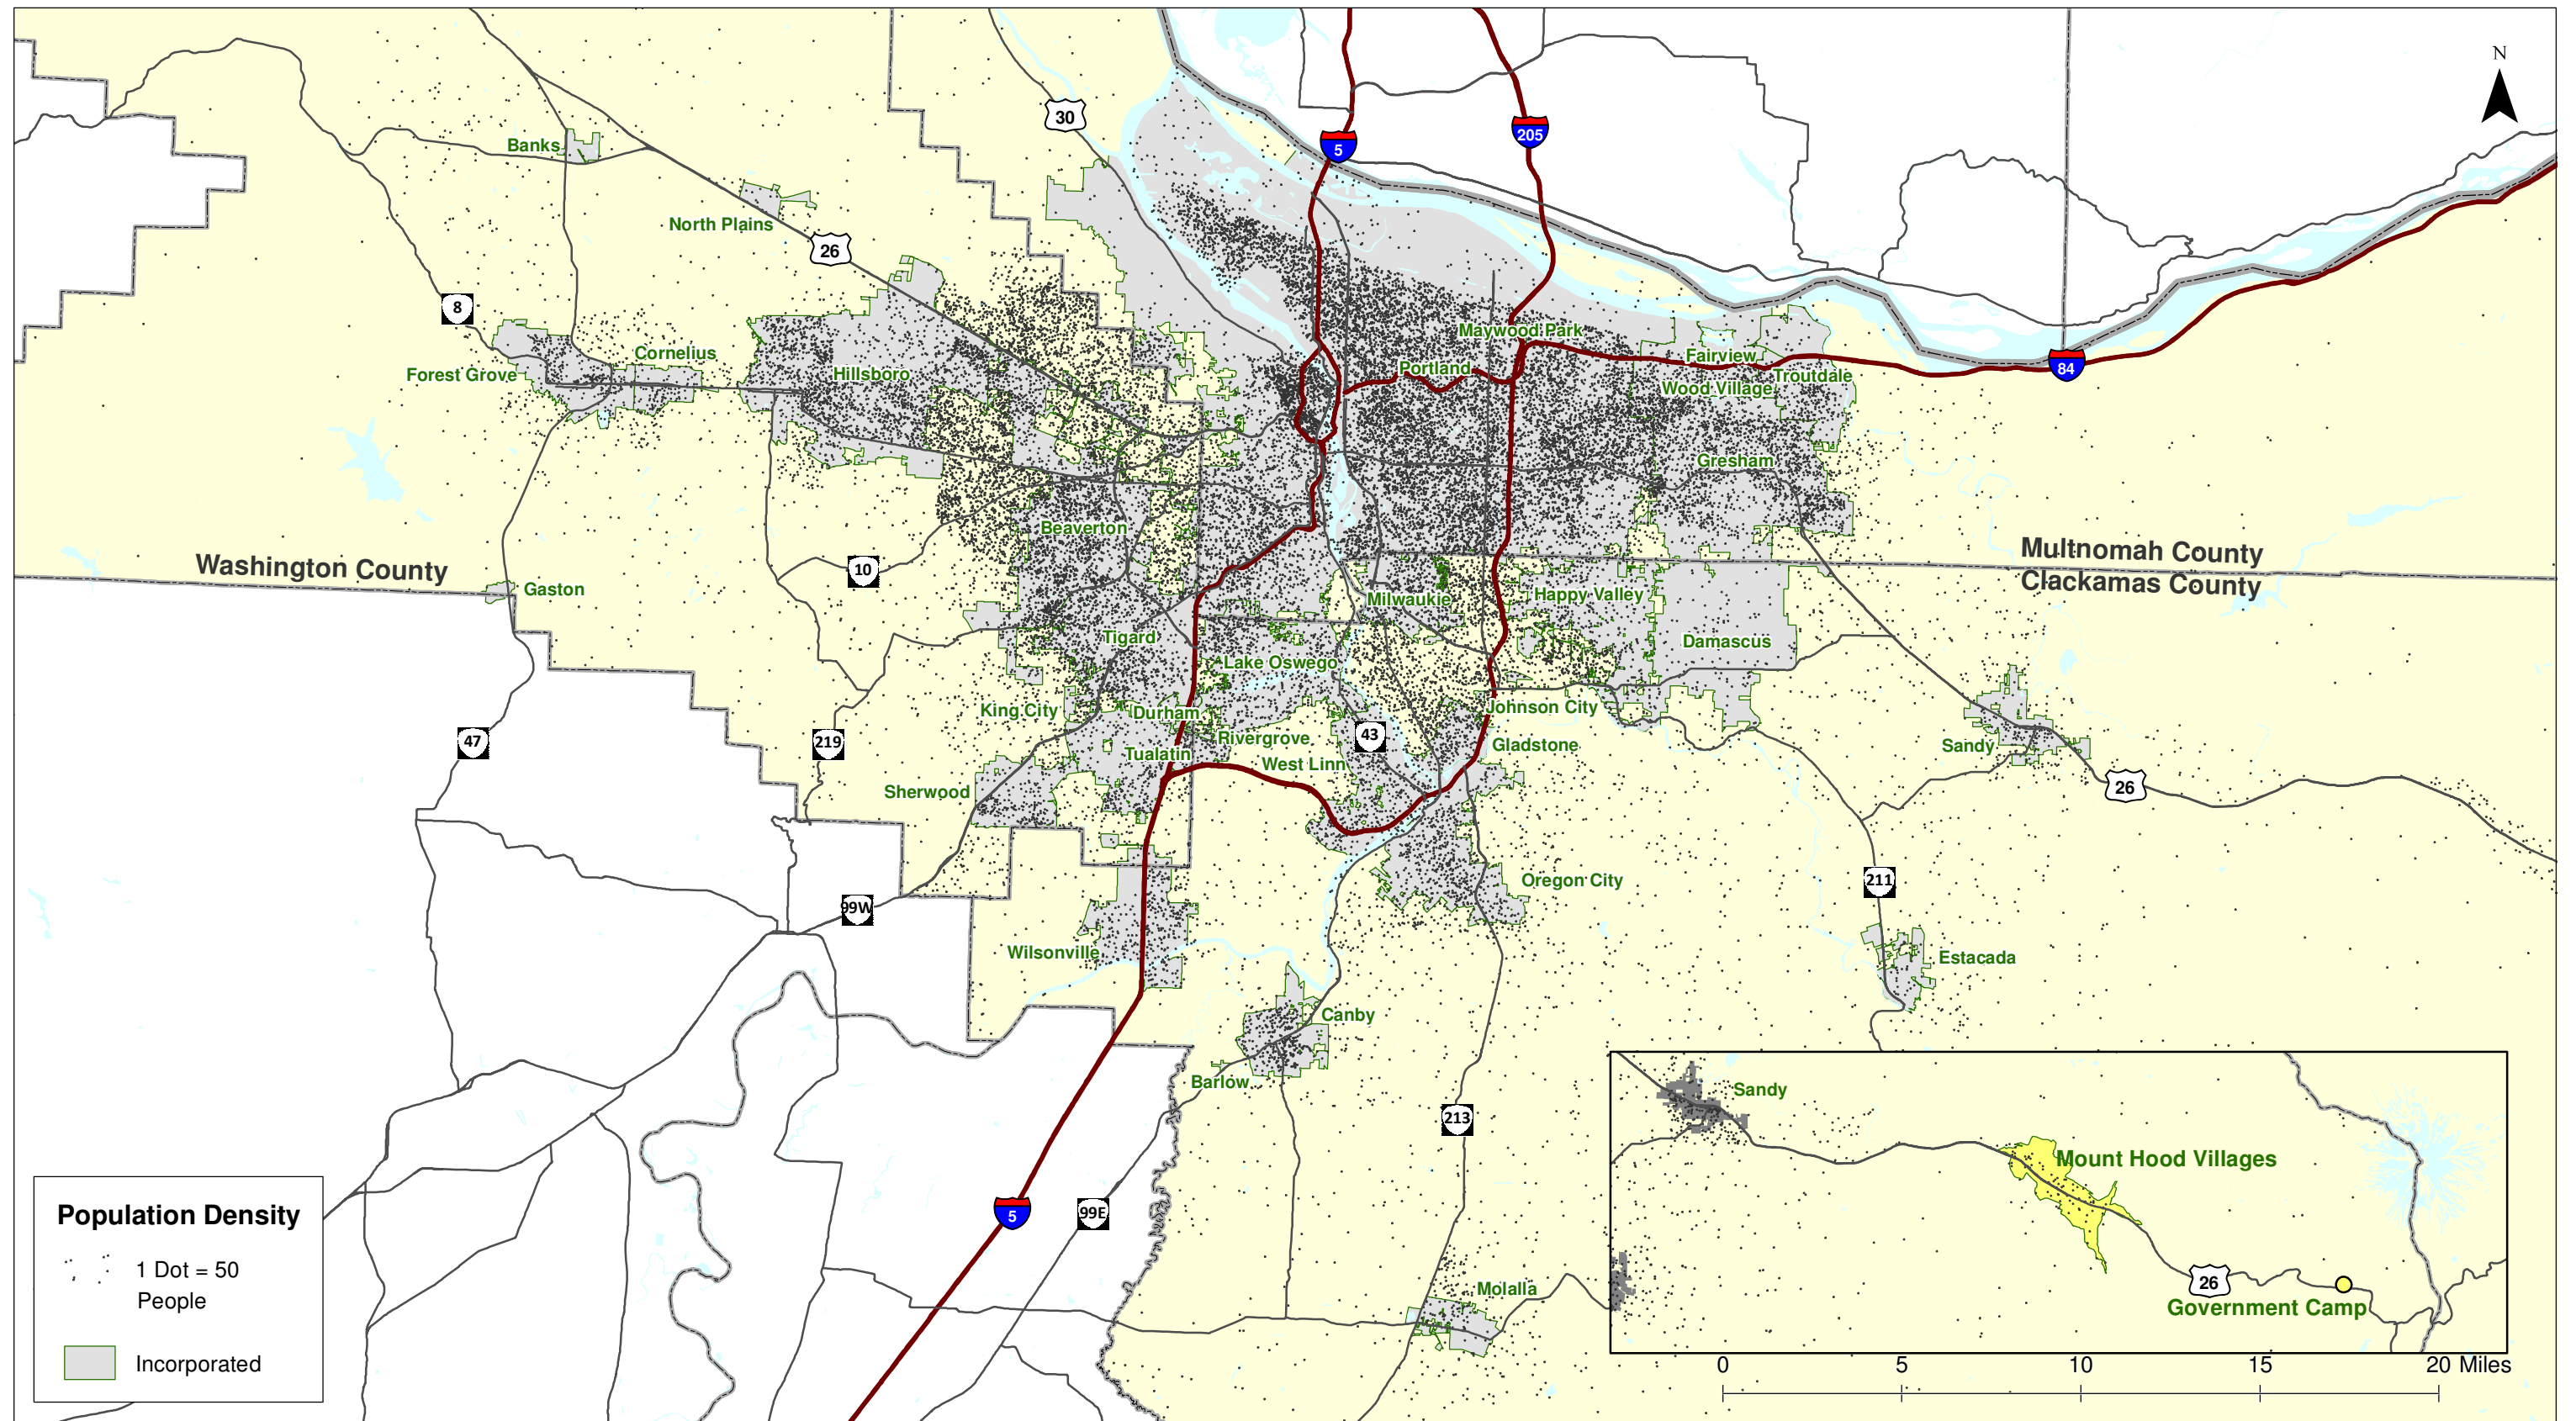 N
30
5
205
Banks
North Plains
26
8
Maywood Park
Cornelius
Fairview
Forest Grove
Hillsboro
Portland
Wood Village
Troutdale
84
Gresham
Beaverton
Washington County
Multnomah County
Clackamas County
10
Gaston
Milwaukie
Happy Valley
Tigard
Damascus
Lake Oswego
King City
Durham
Johnson City
47
219
43
Rivergrove
Gladstone
Sandy
Tualatin
West Linn
26
Sherwood
Oregon City
211
99W
Wilsonville
Estacada
Canby
Barlow
213
Sandy
Mount Hood Villages
5
99E
26
Government Camp
Molalla
Population Density
1 Dot = 50
People
Incorporated
0 5 10 15 20 Miles